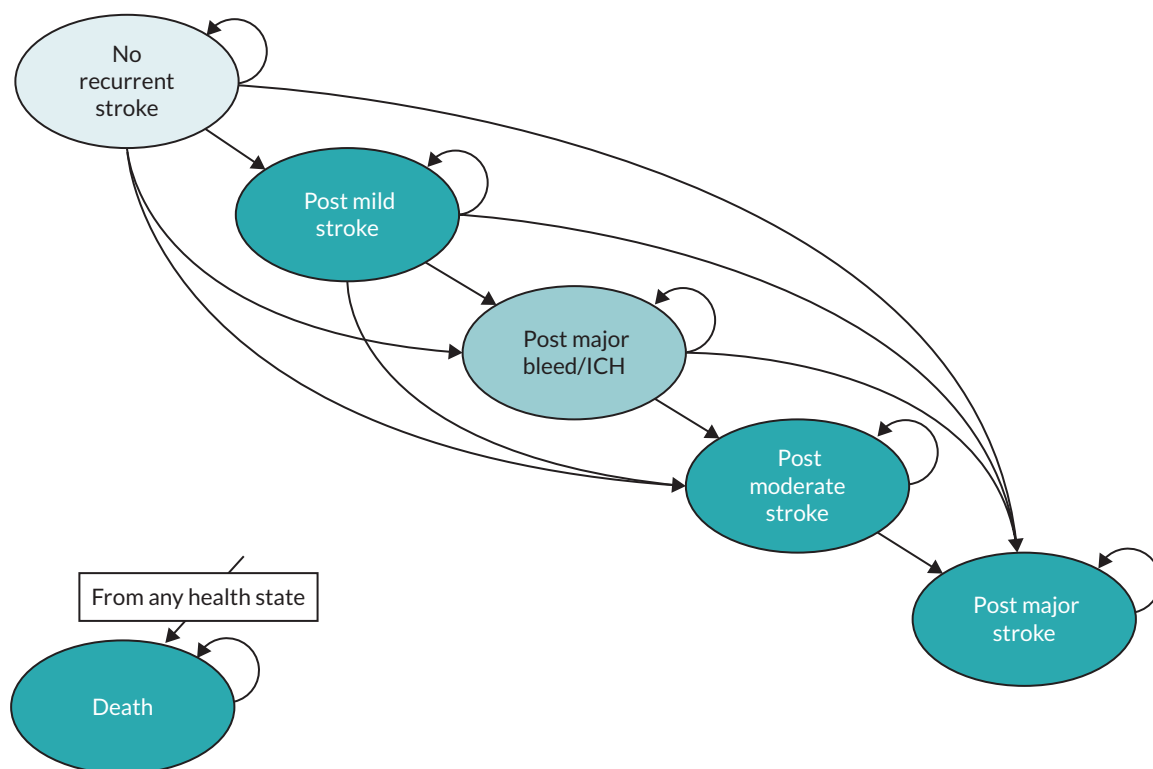 No
recurrent
stroke
Post mild
stroke
Post major
bleed/ICH
Post
moderate
stroke
Post major
stroke
From any health state
Death